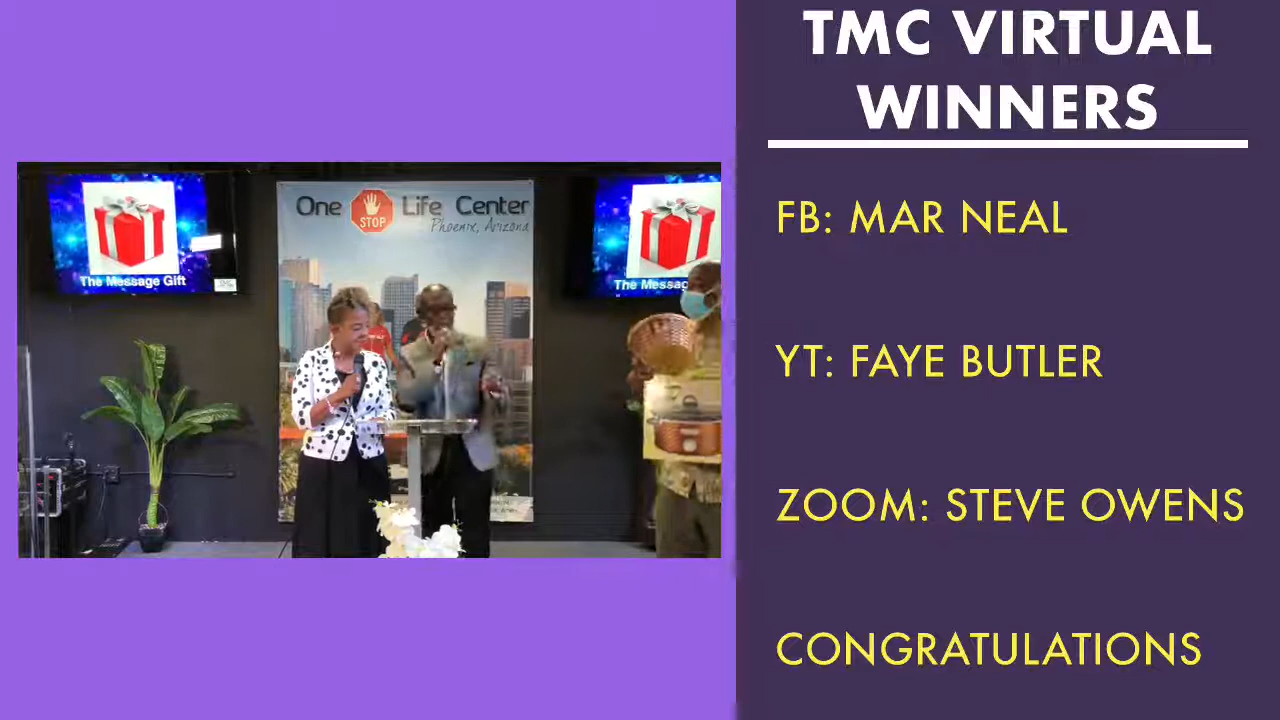 TMC VIRTUAL
WINNERS
FB: MAR NEAL
YT: FAYE BUTLER
ZOOM: STEVE OWENS
CONGRATULATIONS
One STOP Life Center
Phoenix, Arizona
The Message Gift
The Messag